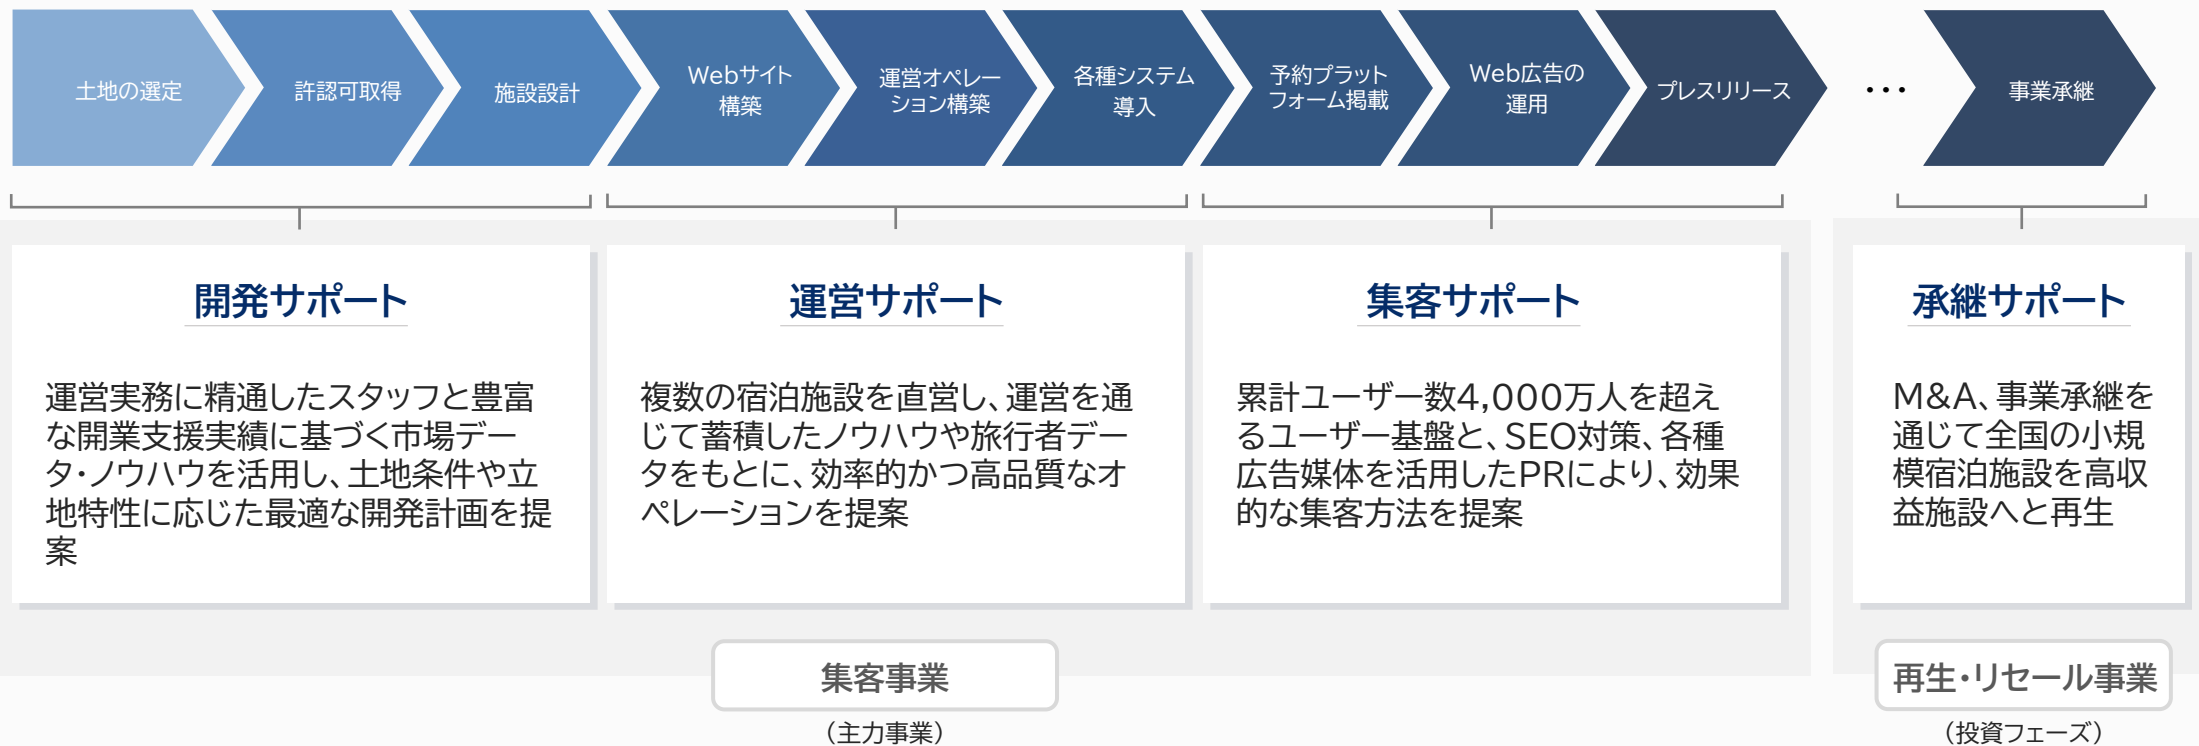 土地の選定
許認可取得
施設設計
Webサイト
構築
運営オペレー
ション構築
各種システム
導入
予約プラット
フォーム掲載
Web広告の
運用
プレスリリース
…
事業承継
開発サポート
運営実務に精通したスタッフと豊富
な開業支援実績に基づく市場デー
タ・ノウハウを活用し、土地条件や立
地特性に応じた最適な開発計画を提
案
運営サポート
複数の宿泊施設を直営し、運営を通
じて蓄積したノウハウや旅行者デー
タをもとに、効率的かつ高品質なオ
ペレーションを提案
集客サポート
累計ユーザー数4,000万人を超え
るユーザー基盤と、SEO対策、各種
広告媒体を活用したPRにより、効果
的な集客方法を提案
承継サポート
M&A、事業承継を
通じて全国の小規
模宿泊施設を高収
益施設へと再生
集客事業
（主力事業）
再生・リセール事業
（投資フェーズ）